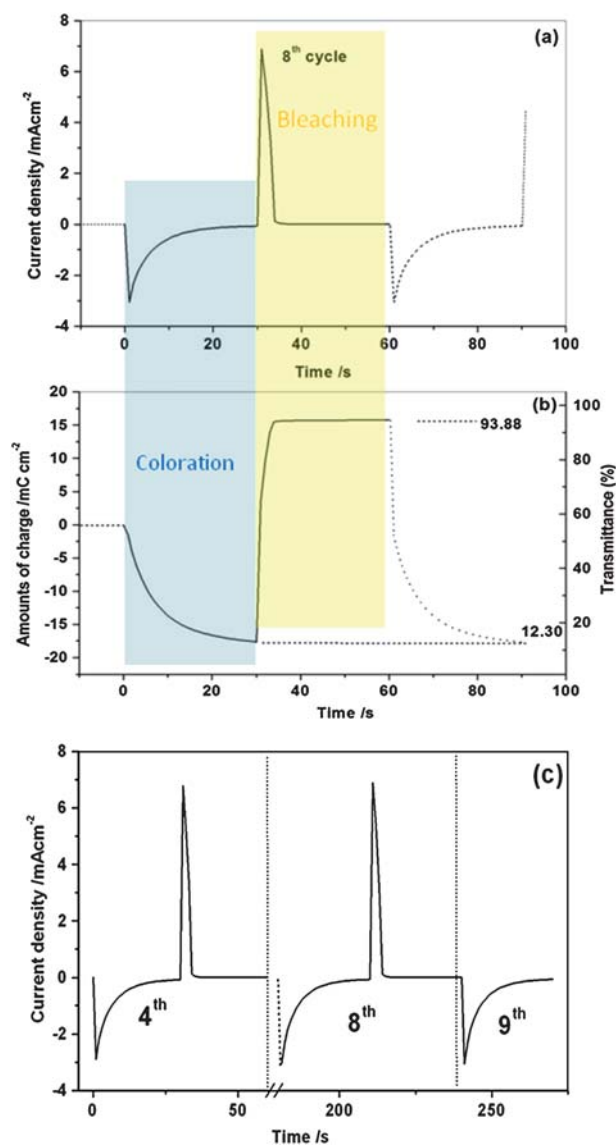 (a)
8th cycle
Bleaching
Current density /mAcm-2
8
6
4
2
0
-2
-4
0 20 40 60 80 100
Time /s
(b)
Coloration
93.88
12.30
Amounts of charge /mC cm-2
20
15
10
5
0
-5
-10
-15
-20
Transmittance (%)
100
80
60
40
20
0
0 20 40 60 80 100
Time /s
(c)
4th 8th 9th
Current density /mAcm-2
8
6
4
2
0
-2
-4
0 50 200 250
Time /s